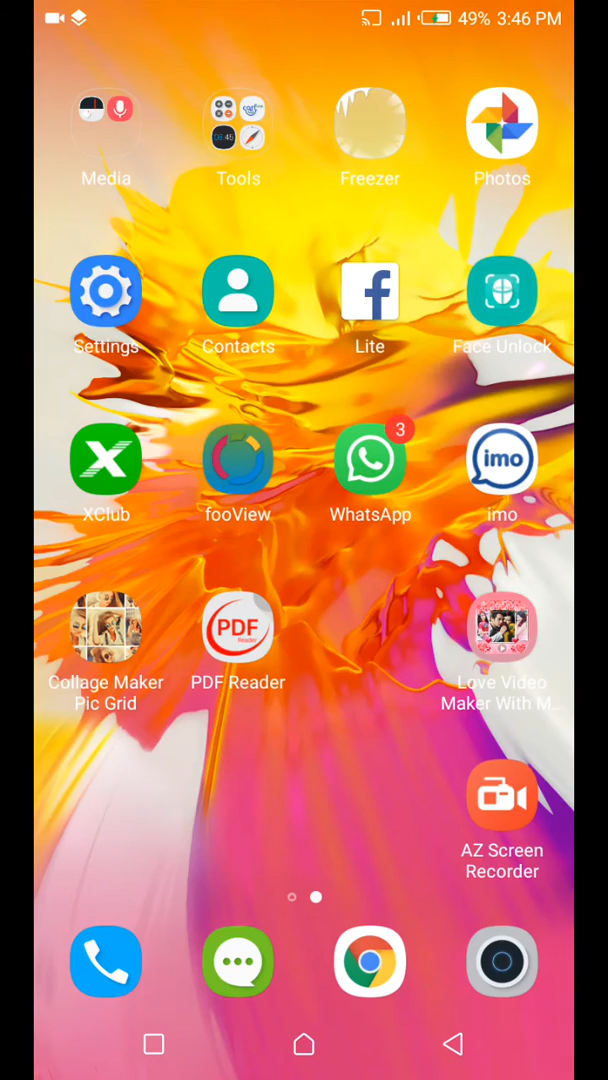 49% 3:46 PM
Media
Tools
Freezer
Photos
Settings
Contacts
Lite
Face Unlock
3
imo
XClub
fooView
WhatsApp
imo
PDF
Reader
Collage Maker
Pic Grid
PDF Reader
Love Video
Maker With M...
AZ Screen
Recorder